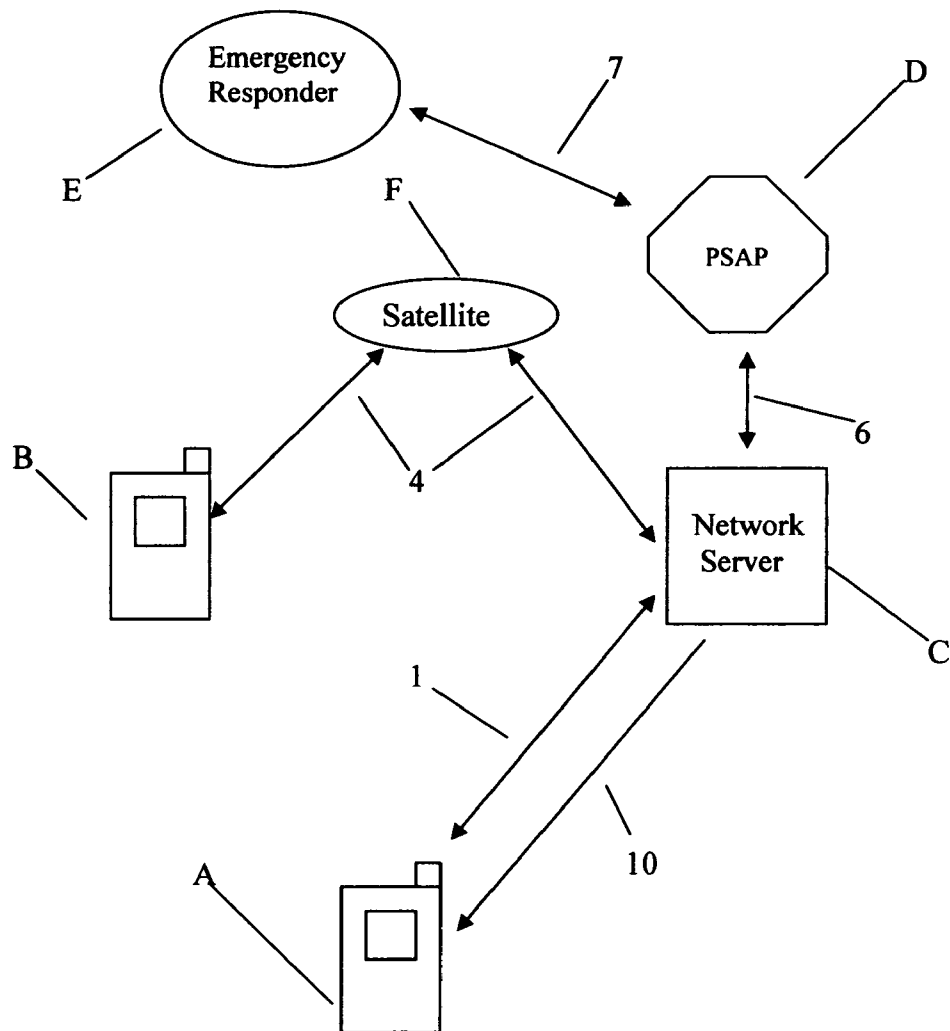 Emergency
Responder
7
D
E
F
PSAP
Satellite
B
4
6
Network
Server
C
1
10
A